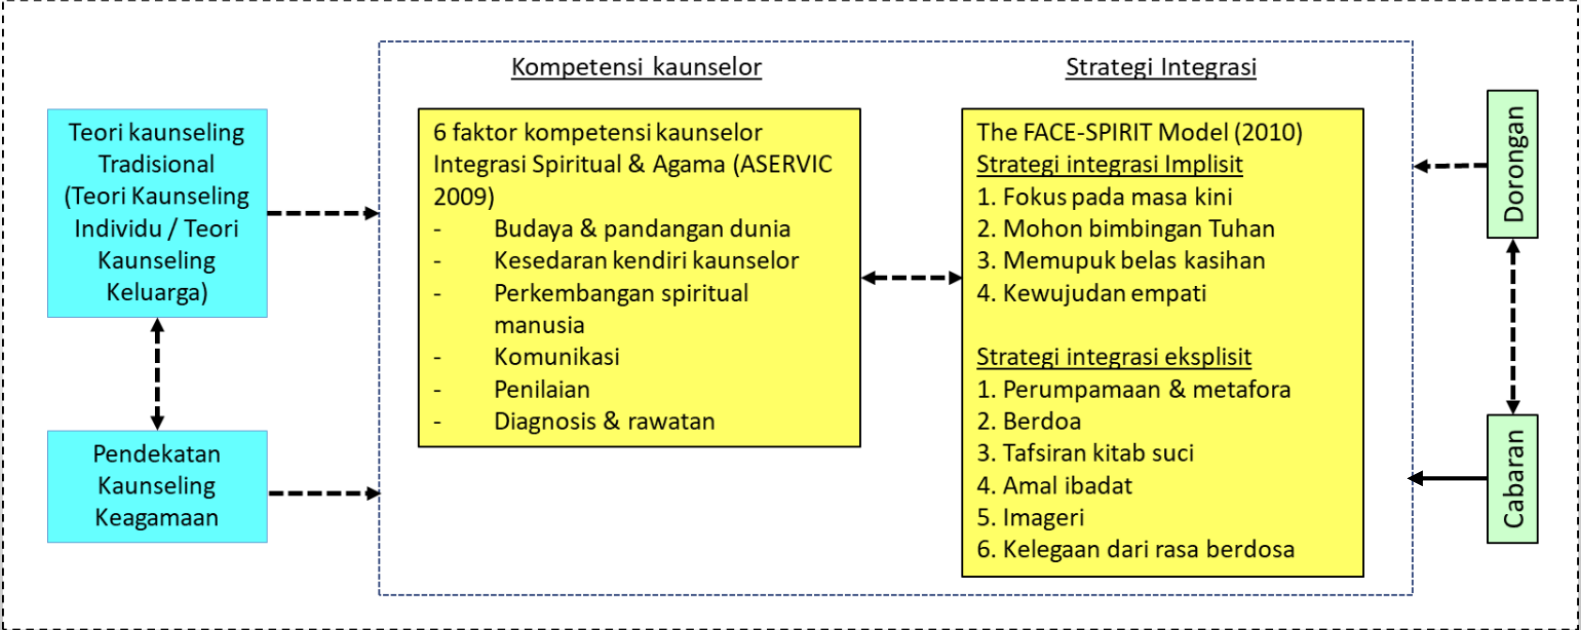 Kompetensi kaunselor
Strategi Integrasi
Teori kaunseling
Tradisional
(Teori Kaunseling
Individu / Teori
Kaunseling
Keluarga)
Pendekatan
Kaunseling
Keagamaan
6 faktor kompetensi kaunselor
Integrasi Spiritual & Agama (ASERVIC
2009)
- Budaya & pandangan dunia
- Kesedaran kendiri kaunselor
- Perkembangan spiritual
manusia
- Komunikasi
- Penilaian
- Diagnosis & rawatan
The FACE-SPIRIT Model (2010)
Strategi integrasi Implisit
1. Fokus pada masa kini
2. Mohon bimbingan Tuhan
3. Memupuk belas kasihan
4. Kewujudan empati
Strategi integrasi eksplisit
1. Perumpamaan & metafora
2. Berdoa
3. Tafsiran kitab suci
4. Amal ibadat
5. Imageri
6. Kelegaan dari rasa berdosa
Dorongan
Cabaran